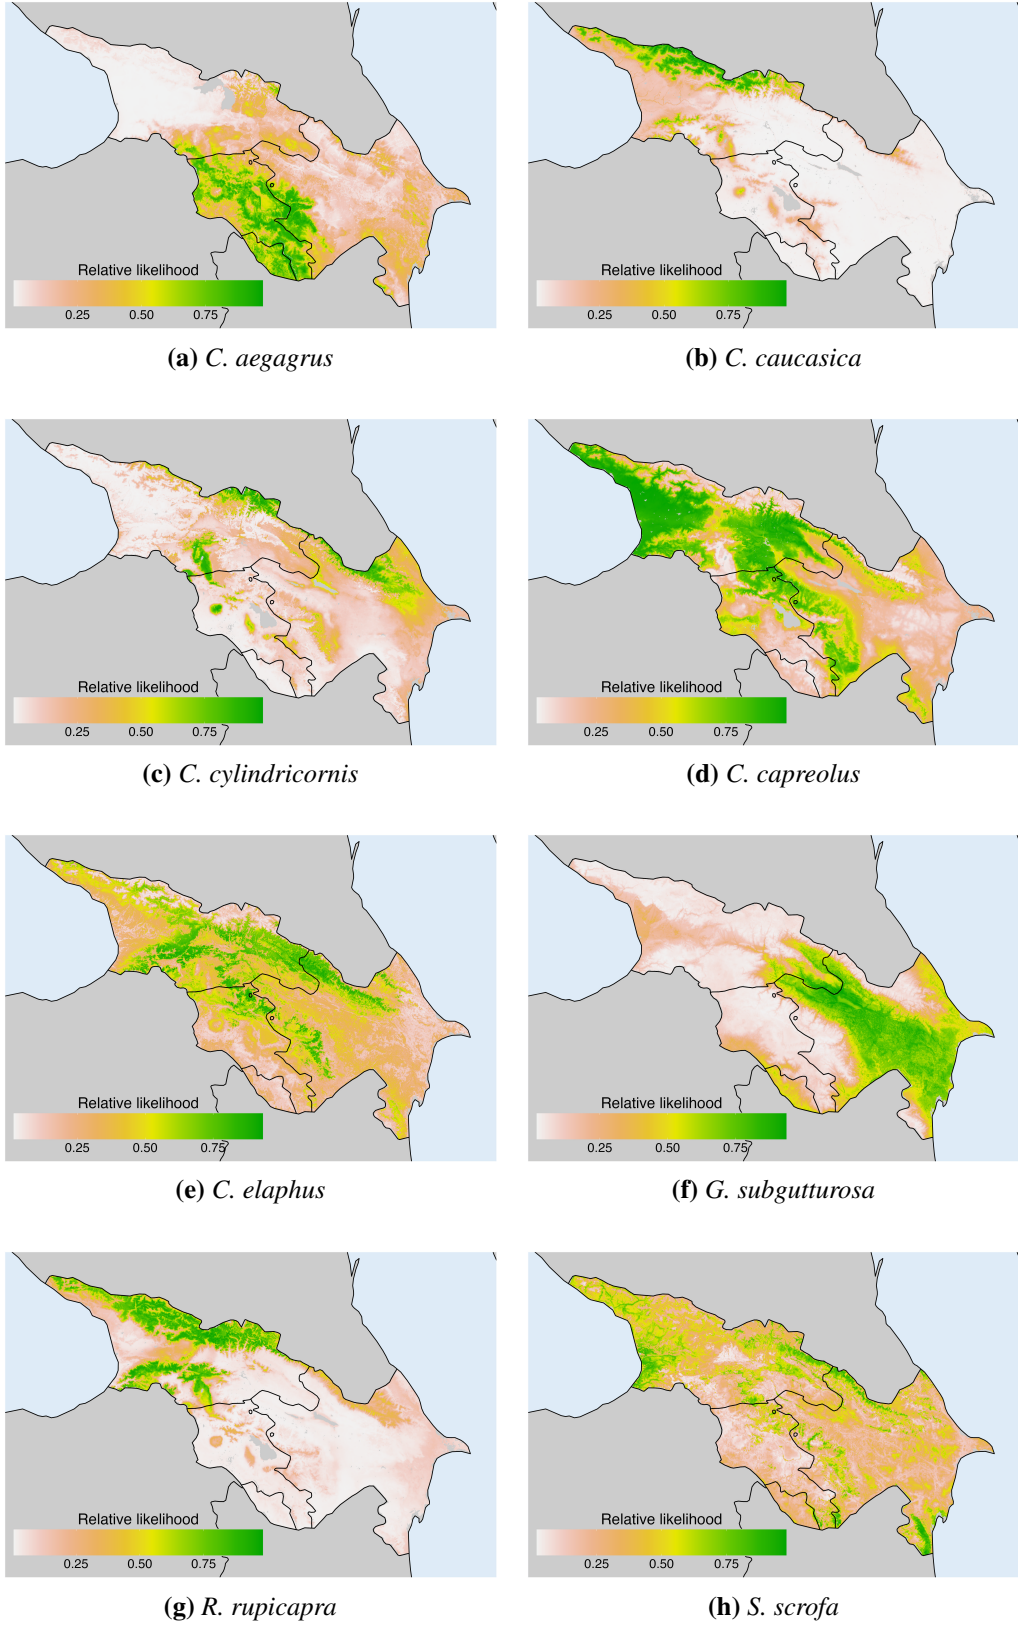 Relative likelihood
0.25 0.50 0.75
(a) C. aegagrus
Relative likelihood
0.25 0.50 0.75
(b) C. caucasica
Relative likelihood
0.25 0.50 0.75
(c) C. cylindricornis
Relative likelihood
0.25 0.50 0.75
(d) C. capreolus
Relative likelihood
0.25 0.50 0.75
(e) C. elaphus
Relative likelihood
0.25 0.50 0.75
(f) G. subgutturosa
Relative likelihood
0.25 0.50 0.75
(g) R. rupicapra
Relative likelihood
0.25 0.50 0.75
(h) S. scrofa